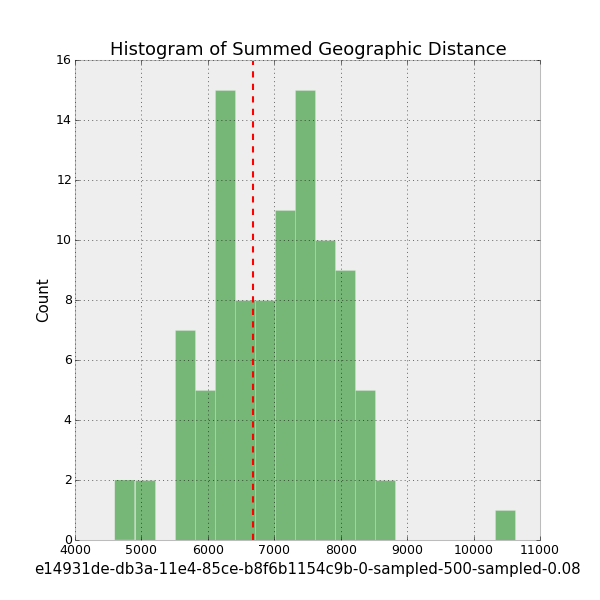 Histogram of Summed Geographic Distance
16
14
12
10
8
6
4
2
0
Count
4000 5000 6000 7000 8000 9000 10000 11000
e14931de-db3a-11e4-85ce-b8f6b1154c9b-0-sampled-500-sampled-0.08